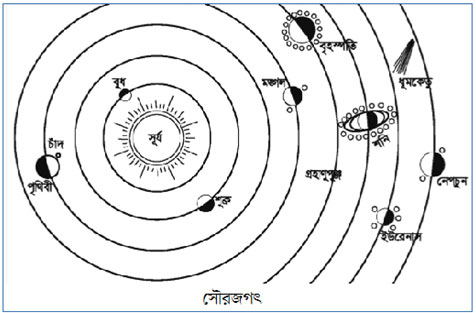 বৃহস্পতি
ধূমকেতু
মঙ্গল
বুধ
সূর্য
চাঁদ
পৃথিবী
শনি
গ্রহাণুপুঞ্জ
নেপচুন
শুক্র
ইউরেনাস
সৌরজগৎ